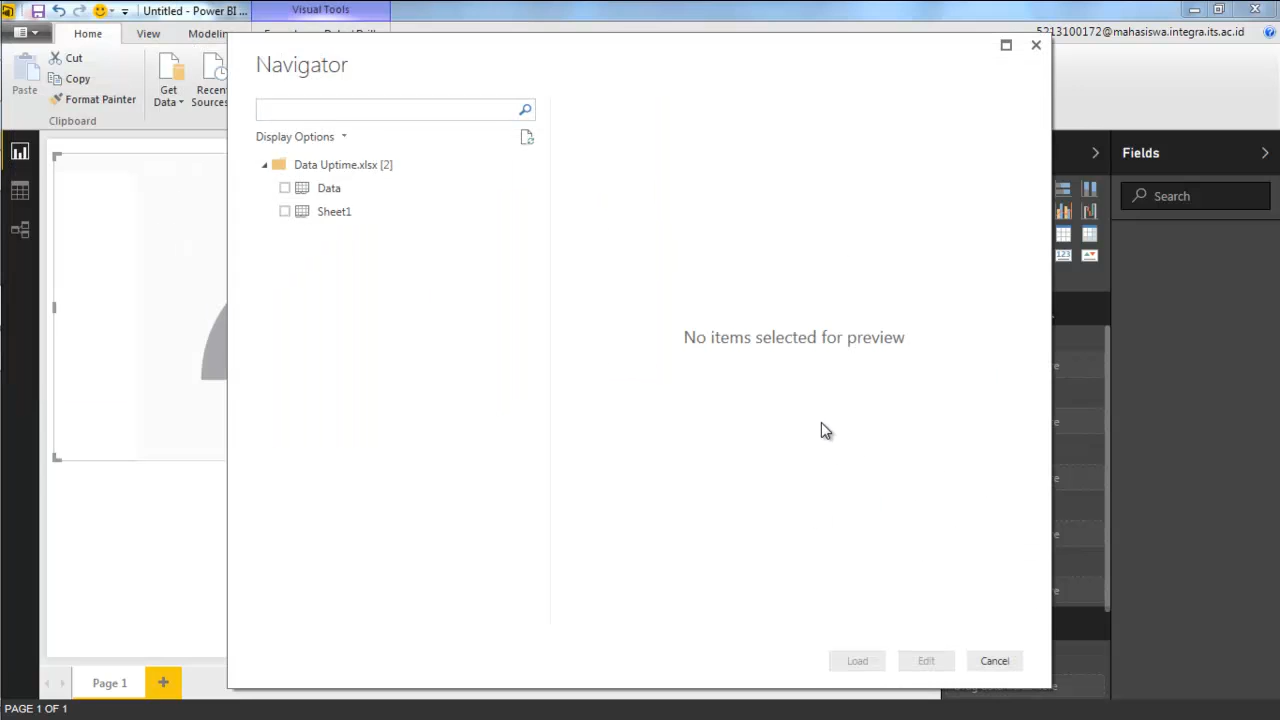 Untitled - Power BI ...
Visual Tools
Home
View
5213100172@mahasiswa.integra.its.ac.id
Paste
Cut
Copy
Format Painter
Clipboard
Get
Data
Recent
Sources
Navigator
Display Options
Data Uptime.xlsx [2]
Data
Sheet1
No items selected for preview
Load
Edit
Cancel
Fields
Search
123
Page 1
PAGE 1 OF 1